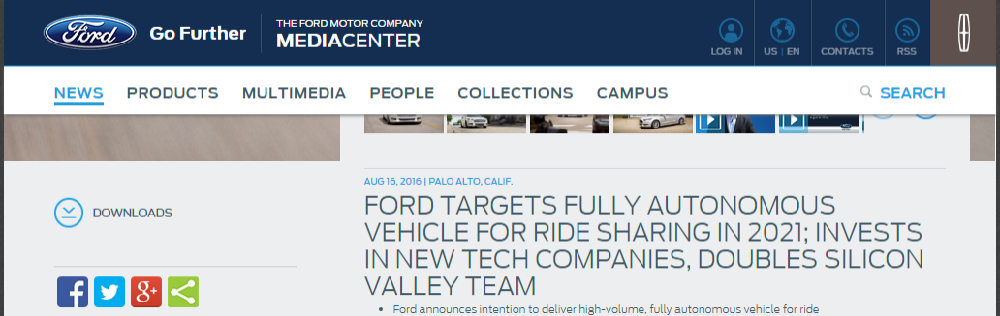 Ford
Go Further
THE FORD MOTOR COMPANY
MEDIACENTER
LOG IN
US | EN
CONTACTS
RSS
NEWS
PRODUCTS
MULTIMEDIA
PEOPLE
COLLECTIONS
CAMPUS
SEARCH
AUG 16, 2016 | PALO ALTO, CALIF.
DOWNLOADS
FORD TARGETS FULLY AUTONOMOUS
VEHICLE FOR RIDE SHARING IN 2021; INVESTS
IN NEW TECH COMPANIES, DOUBLES SILICON
VALLEY TEAM
• Ford announces intention to deliver high-volume, fully autonomous vehicle for ride